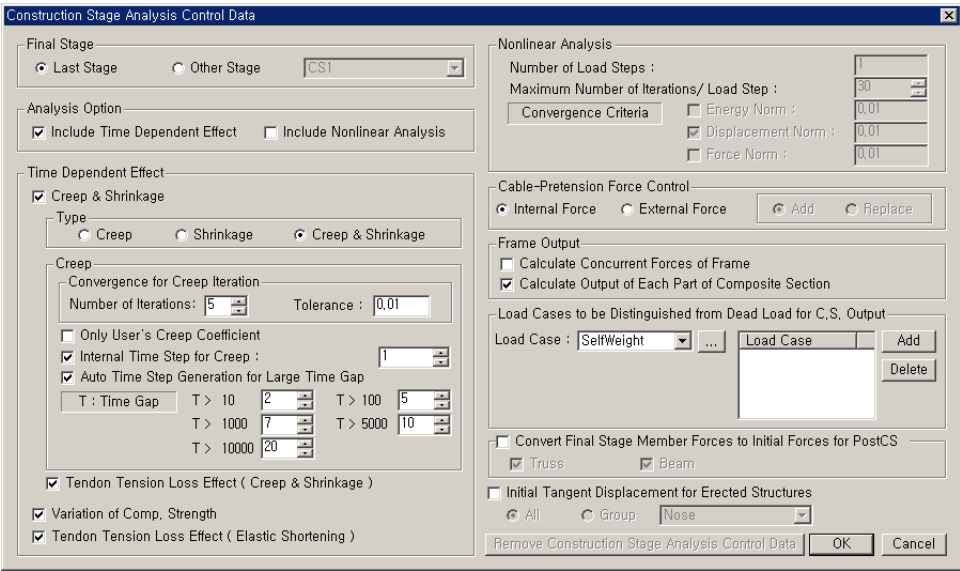 Construction Stage Analysis Control Data
Final Stage
Last Stage
Other Stage
CS1
Analysis Option
Include Time Dependent Effect
Include Nonlinear Analysis
Time Dependent Effect
Creep & Shrinkage
Type
Creep
Shrinkage
Creep & Shrinkage
Creep
Convergence for Creep Iteration
Number of Iterations: 5
Tolerance : 0,01
Only User's Creep Coefficient
Internal Time Step for Creep : 1
Auto Time Step Generation for Large Time Gap
T : Time Gap
T > 10 2
T > 100 5
T > 1000 7
T > 5000 10
T > 10000 20
Tendon Tension Loss Effect ( Creep & Shrinkage )
Variation of Comp, Strength
Tendon Tension Loss Effect ( Elastic Shortening )
Nonlinear Analysis
Number of Load Steps : 1
Maximum Number of Iterations/ Load Step : 30
Convergence Criteria
Energy Norm : 0,01
Displacement Norm : 0,01
Force Norm : 0,01
Cable-Pretension Force Control
Internal Force
External Force
Add
Replace
Frame Output
Calculate Concurrent Forces of Frame
Calculate Output of Each Part of Composite Section
Load Cases to be Distinguished from Dead Load for C,S, Output
Load Case : SelfWeight
...
Load Case
Add
Delete
Convert Final Stage Member Forces to Initial Forces for PostCS
Truss
Beam
Initial Tangent Displacement for Erected Structures
All
Group
Nose
Remove Construction Stage Analysis Control Data
OK
Cancel